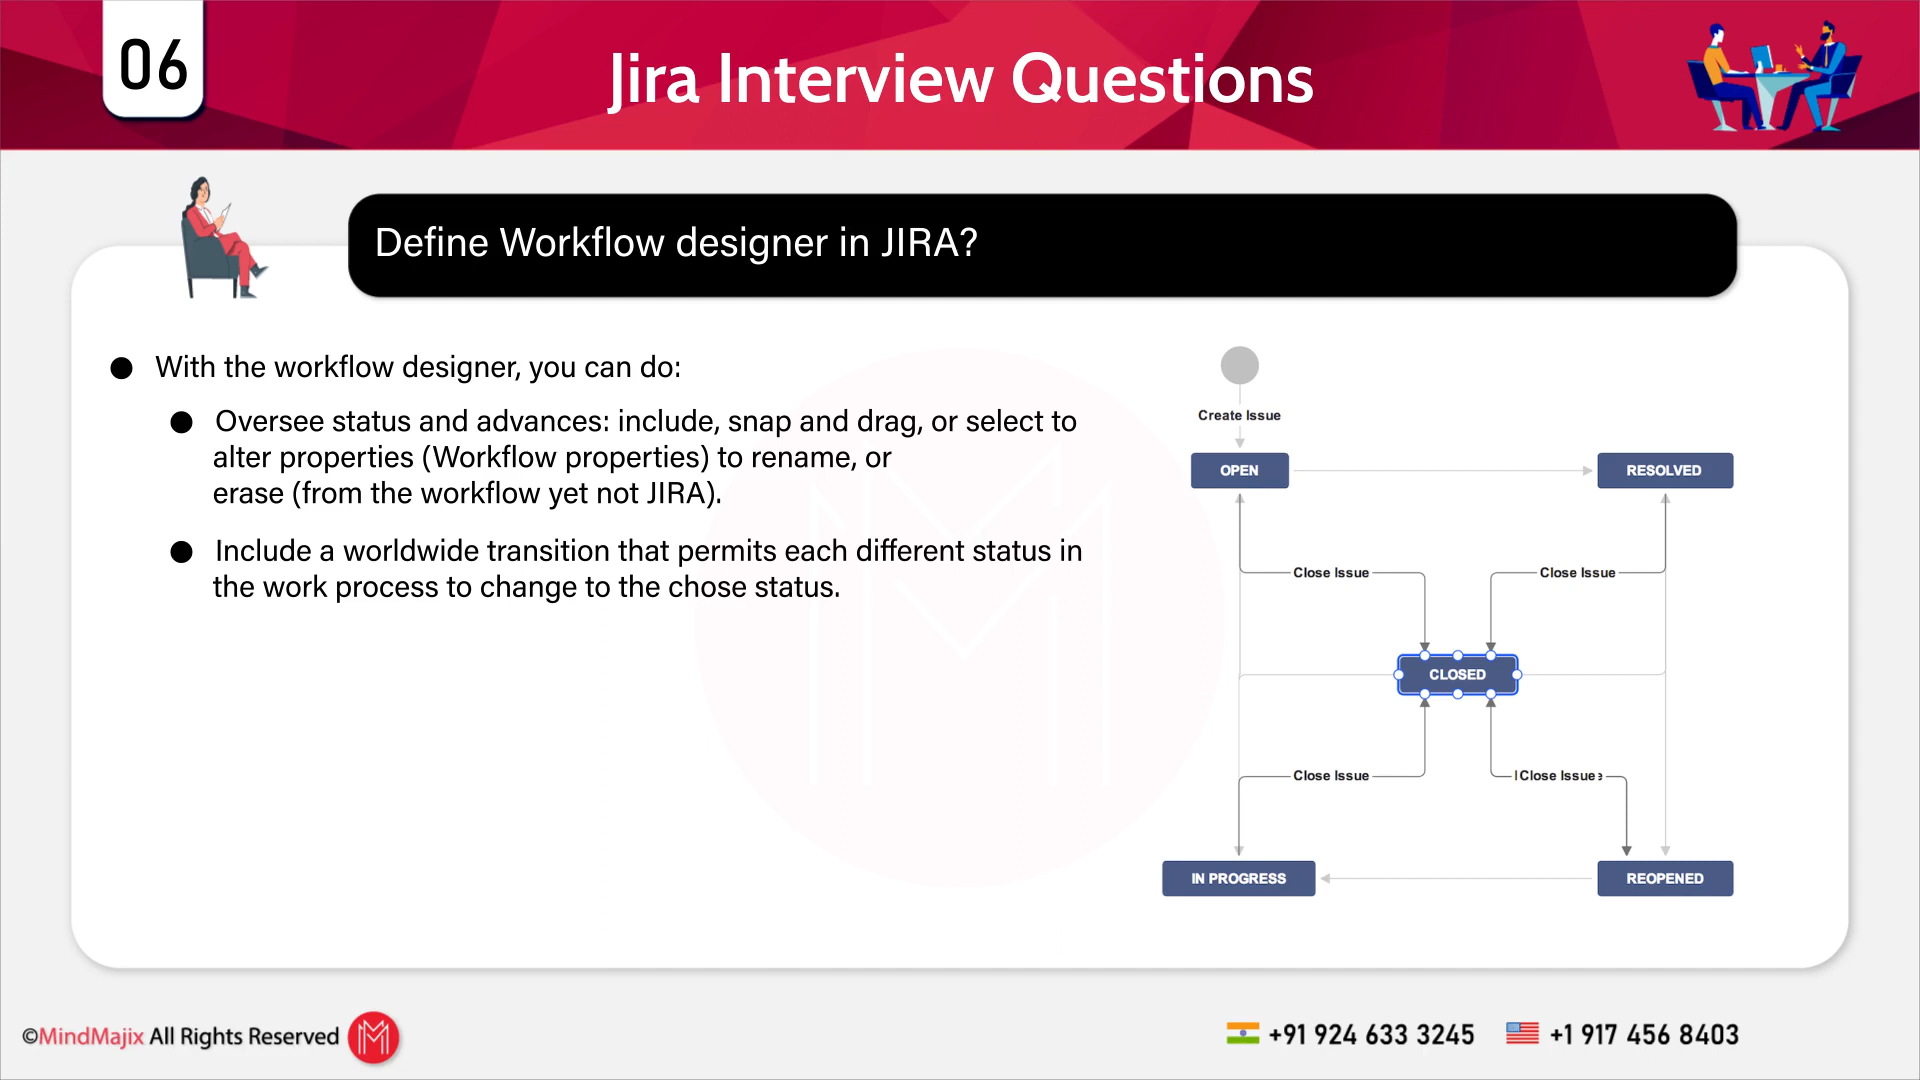 06
Jira Interview Questions
Define Workflow designer in JIRA?
With the workflow designer, you can do:
Oversee status and advances: include, snap and drag, or select to
alter properties (Workflow properties) to rename, or
erase (from the workflow yet not JIRA).
Include a worldwide transition that permits each different status in
the work process to change to the chose status.
Create Issue
OPEN
RESOLVED
Close Issue
Close Issue
CLOSED
Close Issue
Close Issue
IN PROGRESS
REOPENED
©MindMajix All Rights Reserved
+91 924 633 3245
+1 917 456 8403